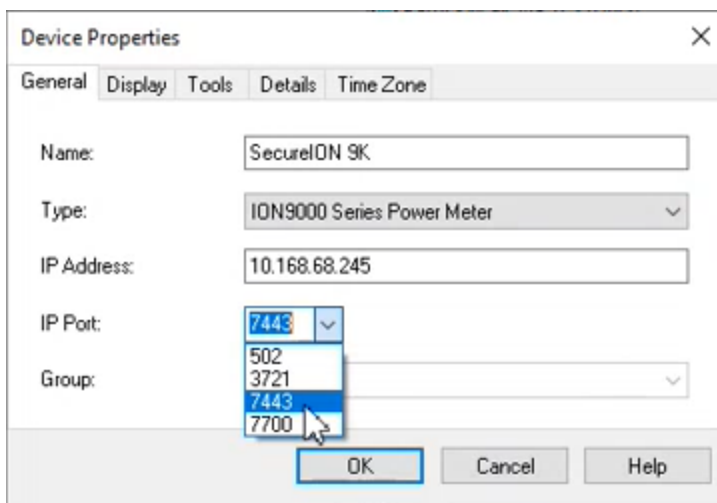 Device Properties
General Display Tools Details Time Zone
Name: SecureION 9K
Type: ION9000 Series Power Meter
IP Address: 10.168.68.245
IP Port: 7443
502
Group: 3721
7443
7700
OK Cancel Help